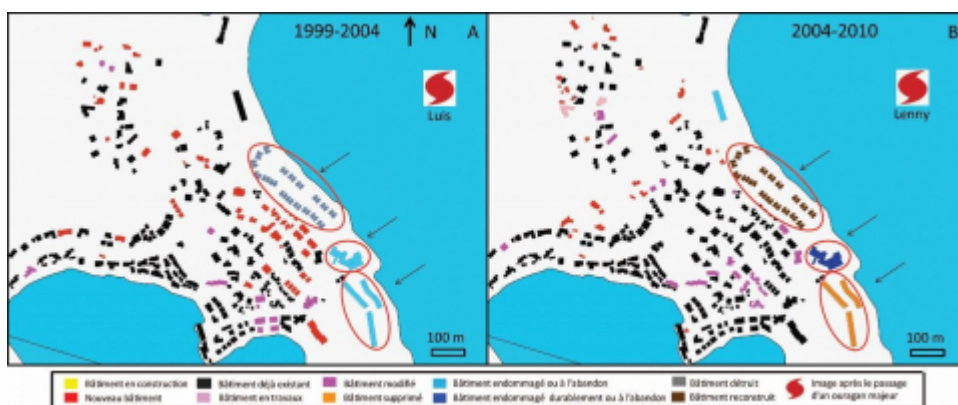 1999-2004
N
A
Luis
100 m
2004-2010
B
Lenny
100 m
Bâtiment en construction
Bâtiment déjà existant
Bâtiment modifié
Bâtiment endommagé ou à l'abandon
Bâtiment détruit
Image après le passage
Nouveau bâtiment
Bâtiment en travaux
Bâtiment supprimé
Bâtiment endommagé durablement ou à l'abandon
Bâtiment reconstruit
d'un ouragan majeur